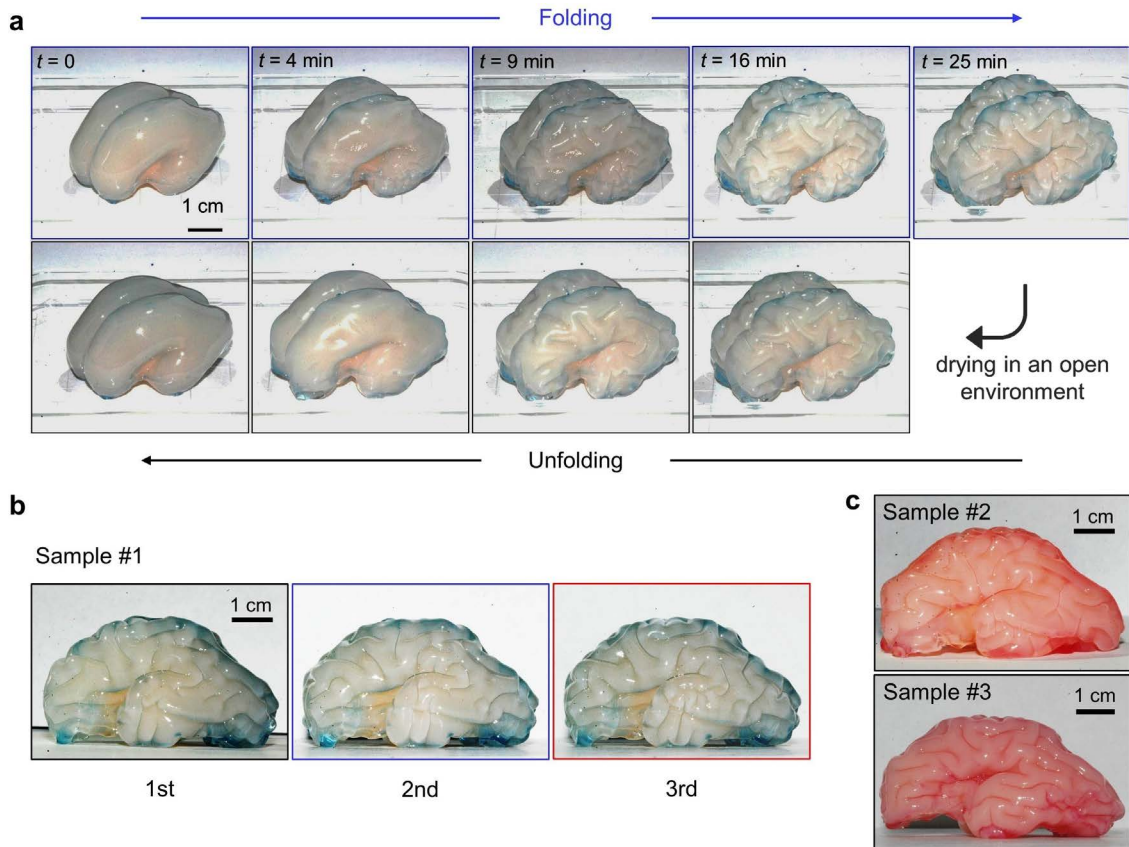 a
Folding
t = 0
t = 4 min
t = 9 min
t = 16 min
t = 25 min
1 cm
drying in an open
environment
Unfolding
b
Sample #1
1 cm
1st
2nd
3rd
c
Sample #2
1 cm
Sample #3
1 cm